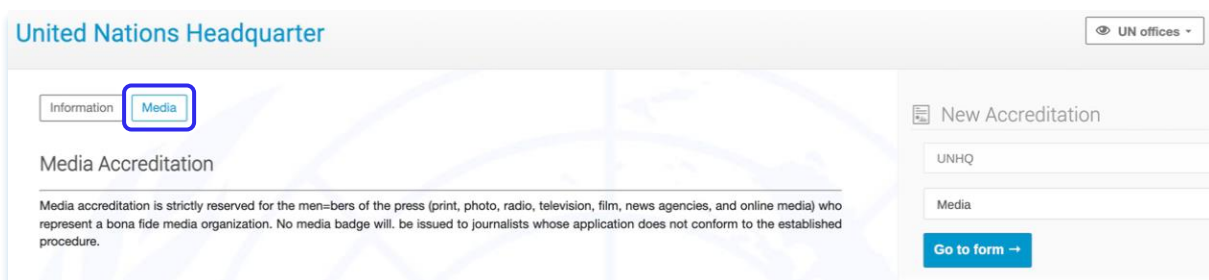 United Nations Headquarter
UN offices
Information
Media
New Accreditation
UNHQ
Media Accreditation
Media accreditation is strictly reserved for the men=bers of the press (print, photo, radio, television, film, news agencies, and online media) who
represent a bona fide media organization. No media badge will. be issued to journalists whose application does not conform to the established
procedure.
Media
Go to form →